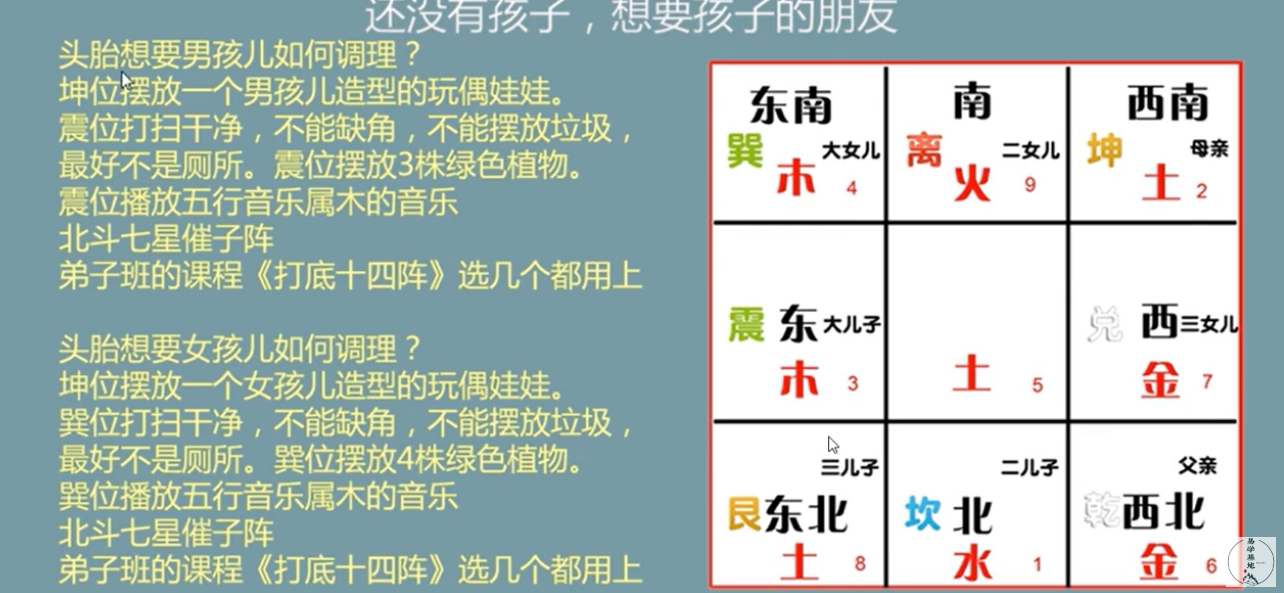 还没有孩子，想要孩子的朋友
头胎想要男孩儿如何调理？
坤位摆放一个男孩儿造型的玩偶娃娃。
震位打扫干净，不能缺角，不能摆放垃圾，
最好不是厕所。震位摆放3株绿色植物。
震位播放五行音乐属木的音乐
北斗七星催子阵
弟子班的课程《打底十四阵》选几个都用上
头胎想要女孩儿如何调理？
坤位摆放一个女孩儿造型的玩偶娃娃。
巽位打扫干净，不能缺角，不能摆放垃圾，
最好不是厕所。巽位摆放4株绿色植物。
巽位播放五行音乐属木的音乐
北斗七星催子阵
弟子班的课程《打底十四阵》选几个都用上
东南
巽 大女儿
木 4
南
离 二女儿
火 9
西南
坤 母亲
土 2
震 东 大儿子
木 3
土 5
兑 西 三女儿
金 7
三儿子
艮 东北
土 8
二儿子
坎 北
水 1
父亲
乾 西北
金 6
易学基地